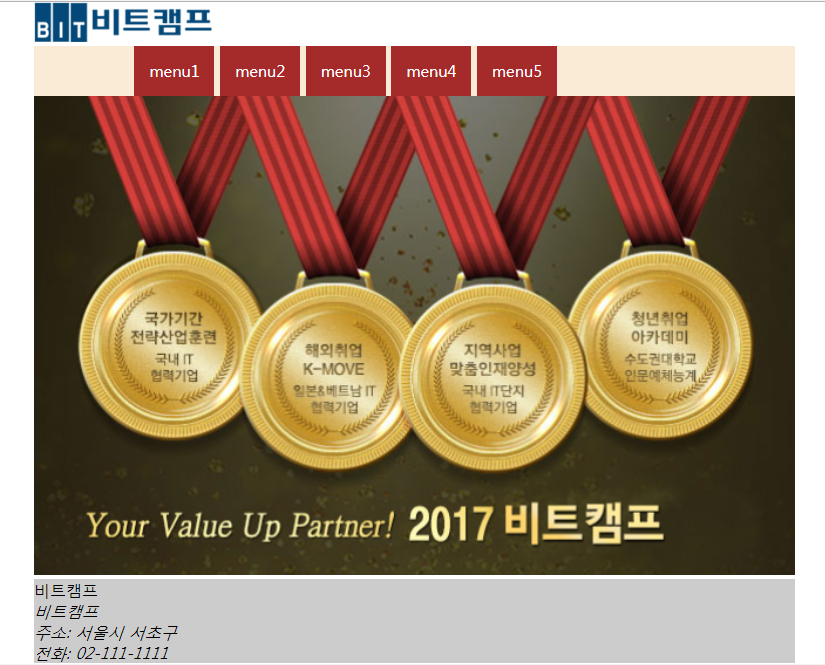 BIT비트캠프
menu1 menu2 menu3 menu4 menu5
국가기간
전략산업훈련
국내 IT
협력기업
해외취업
K-MOVE
일본&베트남 IT
협력기업
지역사업
맞춤인재양성
국내 IT단지
협력기업
청년취업
아카데미
수도권대학교
인문예체능계
Your Value Up Partner! 2017 비트캠프
비트캠프
비트캠프
주소: 서울시 서초구
전화: 02-111-1111